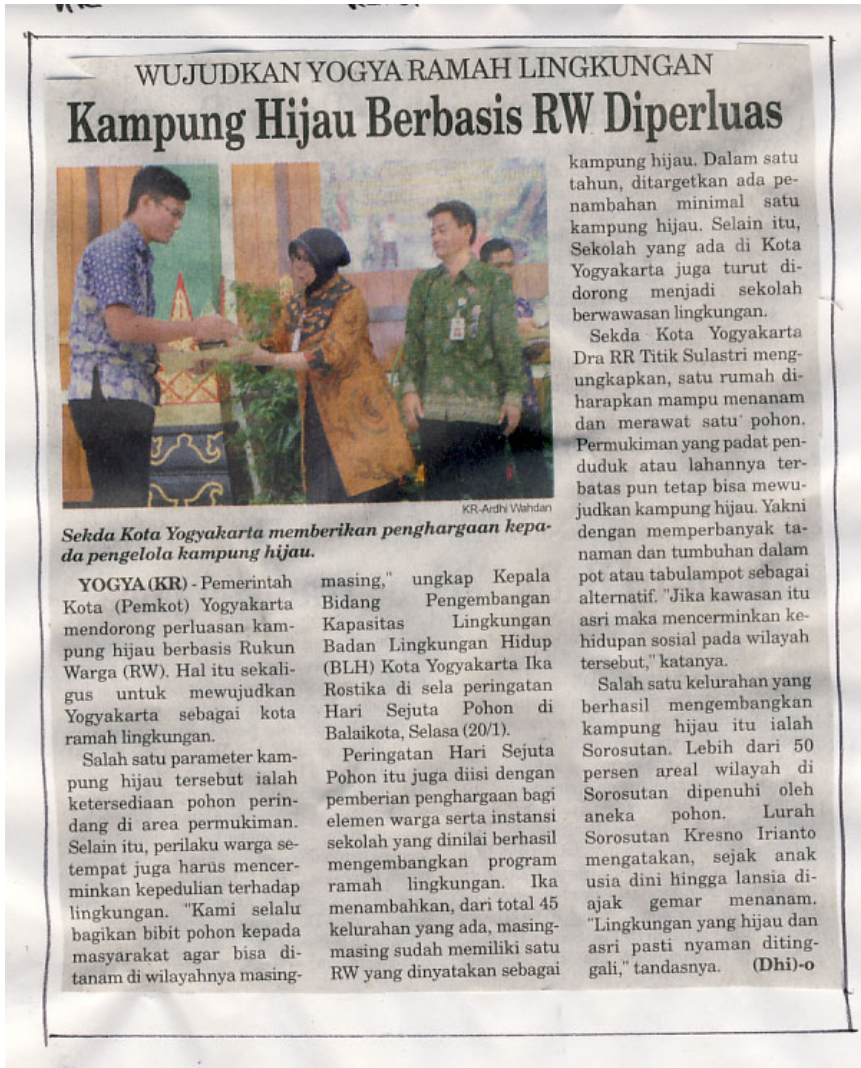 WUJUDKAN YOGYA RAMAH LINGKUNGAN
Kampung Hijau Berbasis RW Diperluas
KR-Ardhi Wahdan
Sekda Kota Yogyakarta memberikan penghargaan kepa-
da pengelola kampung hijau.
YOGYA (KR) - Pemerintah
Kota (Pemkot) Yogyakarta
mendorong perluasan kam-
pung hijau berbasis Rukun
Warga (RW). Hal itu sekali-
gus untuk mewujudkan
Yogyakarta sebagai kota
ramah lingkungan.
Salah satu parameter kam-
pung hijau tersebut ialah
ketersediaan pohon perin-
dang di area permukiman.
Selain itu, perilaku warga se-
tempat juga harus mencer-
minkan kepedulian terhadap
lingkungan. "Kami selalu
bagikan bibit pohon kepada
masyarakat agar bisa di-
tanam di wilayahnya masing-
masing," ungkap Kepala
Bidang Pengembangan
Kapasitas Lingkungan
Badan Lingkungan Hidup
(BLH) Kota Yogyakarta Ika
Rostika di sela peringatan
Hari Sejuta Pohon di
Balaikota, Selasa (20/1).
Peringatan Hari Sejuta
Pohon itu juga diisi dengan
pemberian penghargaan bagi
elemen warga serta instansi
sekolah yang dinilai berhasil
mengembangkan program
ramah lingkungan. Ika
menambahkan, dari total 45
kelurahan yang ada, masing-
masing sudah memiliki satu
RW yang dinyatakan sebagai
kampung hijau. Dalam satu
tahun, ditargetkan ada pe-
nambahan minimal satu
kampung hijau. Selain itu,
Sekolah yang ada di Kota
Yogyakarta juga turut di-
dorong menjadi sekolah
berwawasan lingkungan.
Sekda Kota Yogyakarta
Dra RR Titik Sulastri meng-
ungkapkan, satu rumah di-
harapkan mampu menanam
dan merawat satu pohon.
Permukiman yang padat pen-
duduk atau lahannya ter-
batas pun tetap bisa mewu-
judkan kampung hijau. Yakni
dengan memperbanyak ta-
naman dan tumbuhan dalam
pot atau tabulampot sebagai
alternatif. "Jika kawasan itu
asri maka mencerminkan ke-
hidupan sosial pada wilayah
tersebut," katanya.
Salah satu kelurahan yang
berhasil mengembangkan
kampung hijau itu ialah
Sorosutan. Lebih dari 50
persen areal wilayah di
Sorosutan dipenuhi oleh
aneka pohon. Lurah
Sorosutan Kresno Irianto
mengatakan, sejak anak
usia dini hingga lansia di-
ajak gemar menanam.
"Lingkungan yang hijau dan
asri pasti nyaman diting-
gali," tandasnya. (Dhi)-o